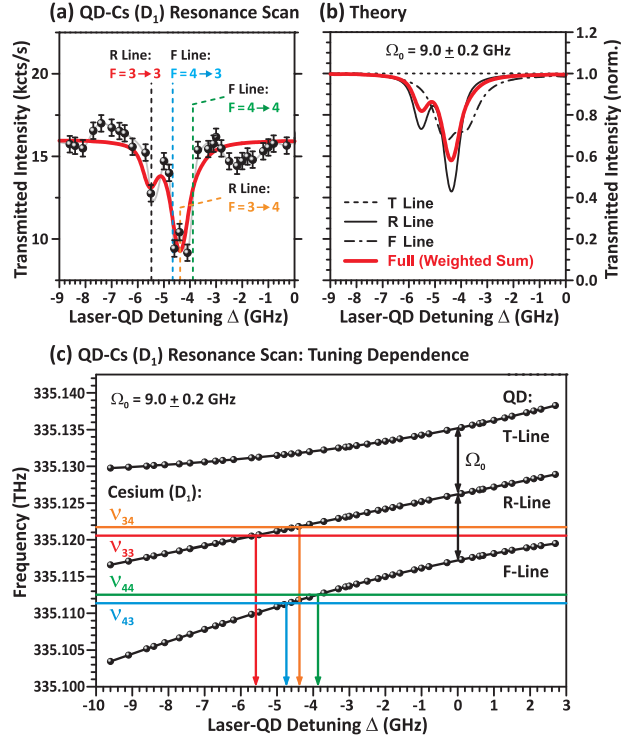 (a) QD-Cs (D₁) Resonance Scan
Transmitted Intensity (kcts/s)
20
15
10
R Line:
F = 3→3
F Line:
F = 4→3
F Line:
F = 4→4
R Line:
F = 3→4
-9 -8 -7 -6 -5 -4 -3 -2 -1 0
Laser-QD Detuning Δ (GHz)
(b) Theory
Ω₀ = 9.0 ± 0.2 GHz
T Line
R Line
F Line
Full (Weighted Sum)
1.2
1.0
0.8
0.6
0.4
0.2
0.0
Transmitted Intensity (norm.)
-9 -6 -3 0
Laser-QD Detuning Δ (GHz)
(c) QD-Cs (D₁) Resonance Scan: Tuning Dependence
Frequency (THz)
335.140
335.135
335.130
335.125
335.120
335.115
335.110
335.105
335.100
Ω₀ = 9.0 ± 0.2 GHz
QD:
T-Line
Ω₀
Cesium (D₁):
R-Line
ν₃₄
ν₃₃
F-Line
ν₄₄
ν₄₃
-10 -9 -8 -7 -6 -5 -4 -3 -2 -1 0 1 2 3
Laser-QD Detuning Δ (GHz)